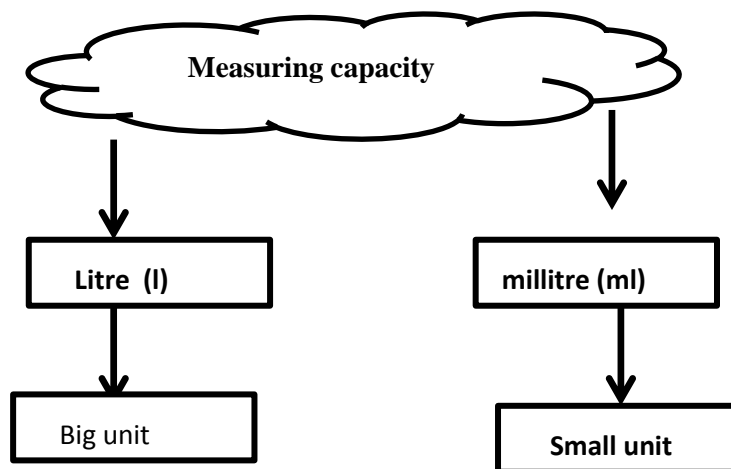 Measuring capacity
Litre (l)
millitre (ml)
Big unit
Small unit